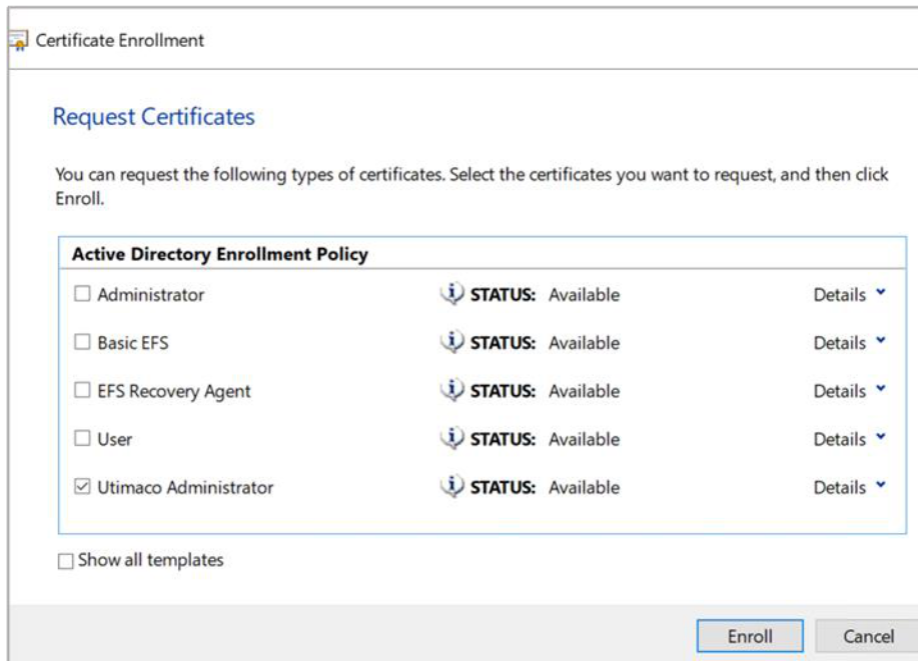 Certificate Enrollment
Request Certificates
You can request the following types of certificates. Select the certificates you want to request, and then click
Enroll.
Active Directory Enrollment Policy
Administrator STATUS: Available Details
Basic EFS STATUS: Available Details
EFS Recovery Agent STATUS: Available Details
User STATUS: Available Details
Utimaco Administrator STATUS: Available Details
Show all templates
Enroll Cancel